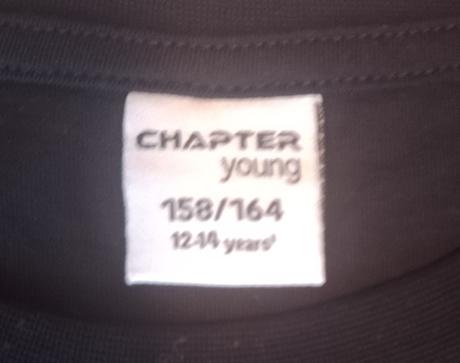 CHAPTER
young
158/164
12-14 years'